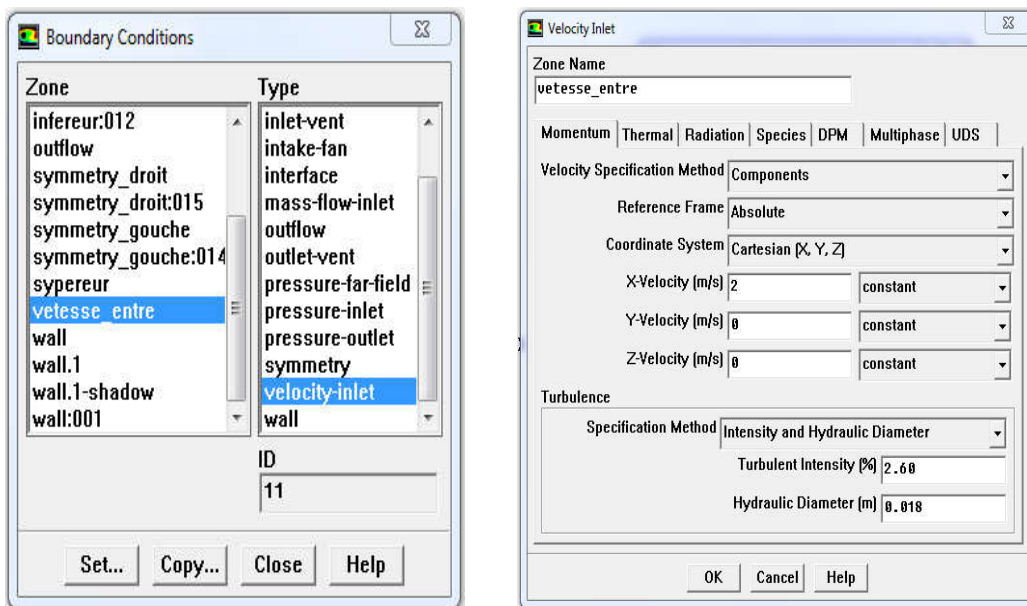 Boundary Conditions
Zone
Type
infereur:012
outflow
symmetry_droit
symmetry_droit:015
symmetry_gouche
symmetry_gouche:014
sypereur
vetesse_entre
wall
wall.1
wall.1-shadow
wall:001
inlet-vent
intake-fan
interface
mass-flow-inlet
outflow
outlet-vent
pressure-far-field
pressure-inlet
pressure-outlet
symmetry
velocity-inlet
wall
ID
11
Set... Copy... Close Help
Velocity Inlet
Zone Name
vetesse_entre
Momentum Thermal Radiation Species DPM Multiphase UDS
Velocity Specification Method Components
Reference Frame Absolute
Coordinate System Cartesian (X, Y, Z)
X-Velocity (m/s) 2 constant
Y-Velocity (m/s) 0 constant
Z-Velocity (m/s) 0 constant
Turbulence
Specification Method Intensity and Hydraulic Diameter
Turbulent Intensity (%) 2.60
Hydraulic Diameter (m) 0.018
OK Cancel Help